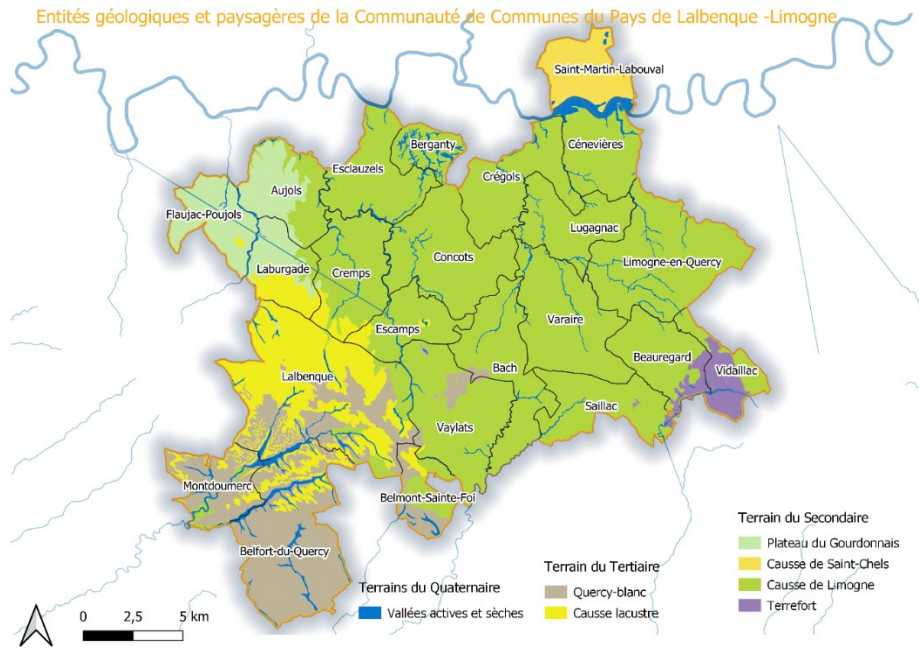 Entités géologiques et paysagères de la Communauté de Communes du Pays de Lalbenque -Limogne
Saint-Martin-Labouval
Berganty
Cénevières
Esclauzels
Crégols
Aujols
Flaujac-Poujols
Lugagnac
Concots
Limogne-en-Quercy
Laburgade
Cremps
Varaire
Escamps
Beauregard
Bach
Vidaillac
Lalbenque
Saillac
Vaylats
Montdoumerc
Belmont-Sainte-Foi
Belfort-du-Quercy
0 2,5 5 km
Terrains du Quaternaire
Vallées actives et sèches
Terrain du Tertiaire
Quercy-blanc
Causse lacustre
Terrain du Secondaire
Plateau du Gourdonnais
Causse de Saint-Chels
Causse de Limogne
Terrefort